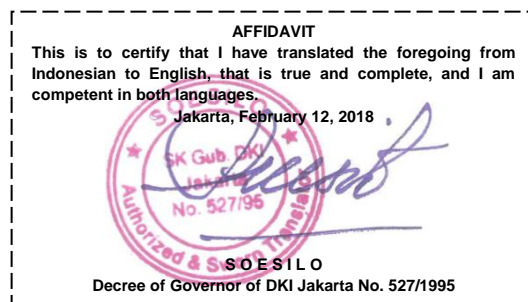 AFFIDAVIT
This is to certify that I have translated the foregoing from
Indonesian to English, that is true and complete, and I am
competent in both languages.
Jakarta, February 12, 2018
SOESILO
SK Gub. DKI
Jakarta
No. 527/95
Authorized & Sworn Translator
S O E S I L O
Decree of Governor of DKI Jakarta No. 527/1995